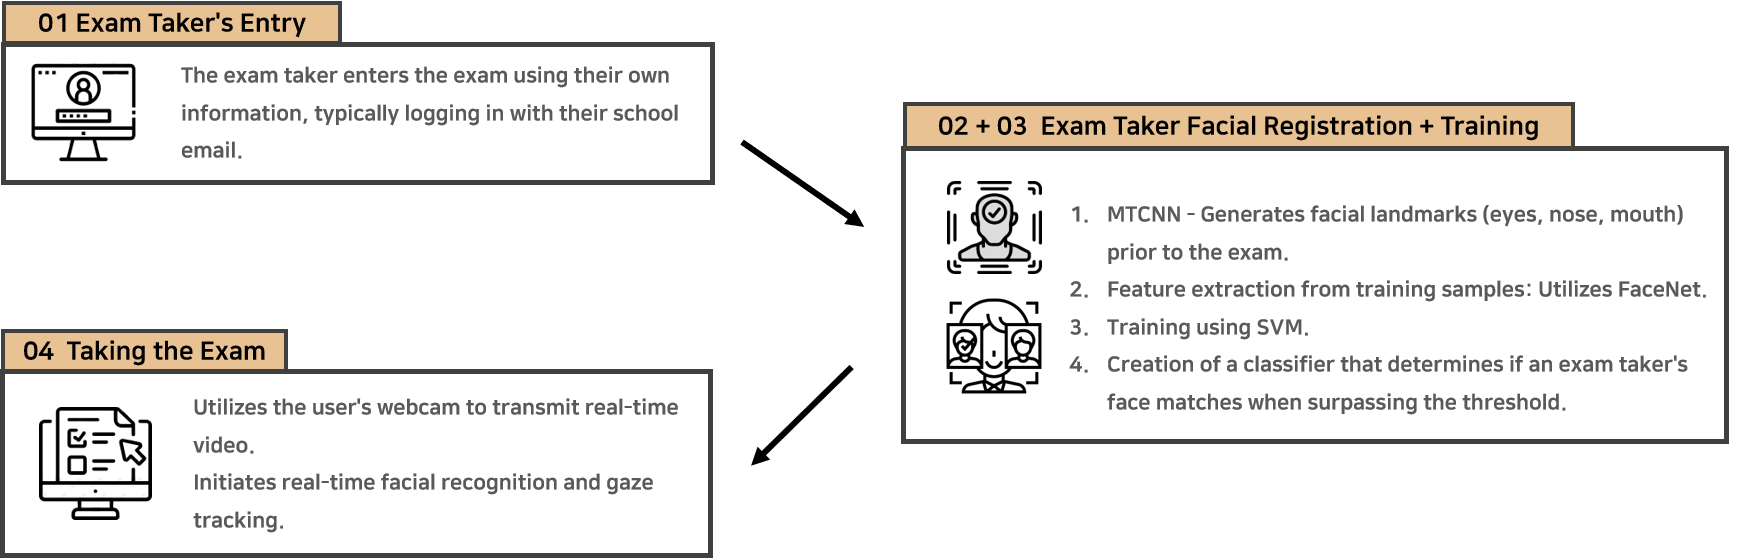 01 Exam Taker's Entry
The exam taker enters the exam using their own
information, typically logging in with their school
email.
02 + 03 Exam Taker Facial Registration + Training
1. MTCNN - Generates facial landmarks (eyes, nose, mouth)
prior to the exam.
2. Feature extraction from training samples: Utilizes FaceNet.
3. Training using SVM.
4. Creation of a classifier that determines if an exam taker's
face matches when surpassing the threshold.
04 Taking the Exam
Utilizes the user's webcam to transmit real-time
video.
Initiates real-time facial recognition and gaze
tracking.